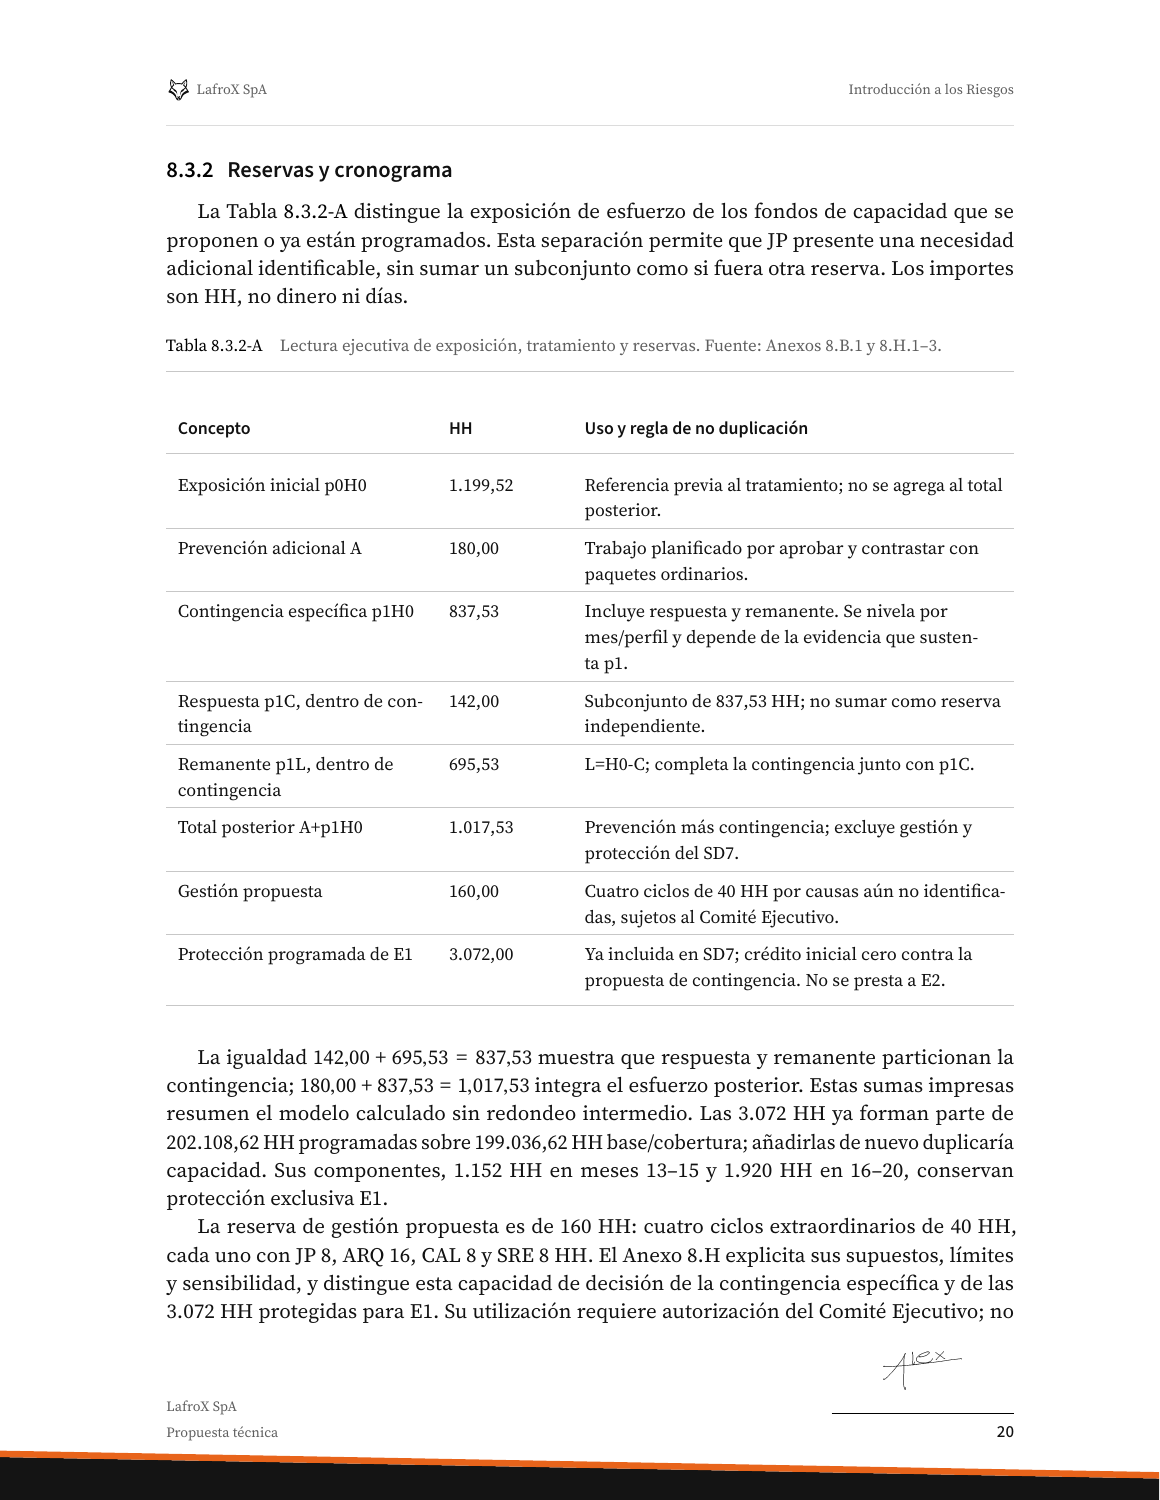 LafroX SpA
Introducción a los Riesgos
8.3.2 Reservas y cronograma
La Tabla 8.3.2-A distingue la exposición de esfuerzo de los fondos de capacidad que se
proponen o ya están programados. Esta separación permite que JP presente una necesidad
adicional identificable, sin sumar un subconjunto como si fuera otra reserva. Los importes
son HH, no dinero ni días.
Tabla 8.3.2-A Lectura ejecutiva de exposición, tratamiento y reservas. Fuente: Anexos 8.B.1 y 8.H.1–3.
Concepto HH Uso y regla de no duplicación
Exposición inicial p0H0 1.199,52 Referencia previa al tratamiento; no se agrega al total
posterior.
Prevención adicional A 180,00 Trabajo planificado por aprobar y contrastar con
paquetes ordinarios.
Contingencia específica p1H0 837,53 Incluye respuesta y remanente. Se nivela por
mes/perfil y depende de la evidencia que susten-
ta p1.
Respuesta p1C, dentro de con- 142,00 Subconjunto de 837,53 HH; no sumar como reserva
tingencia independiente.
Remanente p1L, dentro de 695,53 L=H0-C; completa la contingencia junto con p1C.
contingencia
Total posterior A+p1H0 1.017,53 Prevención más contingencia; excluye gestión y
protección del SD7.
Gestión propuesta 160,00 Cuatro ciclos de 40 HH por causas aún no identifica-
das, sujetos al Comité Ejecutivo.
Protección programada de E1 3.072,00 Ya incluida en SD7; crédito inicial cero contra la
propuesta de contingencia. No se presta a E2.
La igualdad 142,00 + 695,53 = 837,53 muestra que respuesta y remanente particionan la
contingencia; 180,00 + 837,53 = 1,017,53 integra el esfuerzo posterior. Estas sumas impresas
resumen el modelo calculado sin redondeo intermedio. Las 3.072 HH ya forman parte de
202.108,62 HH programadas sobre 199.036,62 HH base/cobertura; añadirlas de nuevo duplicaría
capacidad. Sus componentes, 1.152 HH en meses 13–15 y 1.920 HH en 16–20, conservan
protección exclusiva E1.
La reserva de gestión propuesta es de 160 HH: cuatro ciclos extraordinarios de 40 HH,
cada uno con JP 8, ARQ 16, CAL 8 y SRE 8 HH. El Anexo 8.H explicita sus supuestos, límites
y sensibilidad, y distingue esta capacidad de decisión de la contingencia específica y de las
3.072 HH protegidas para E1. Su utilización requiere autorización del Comité Ejecutivo; no
Alex
LafroX SpA
Propuesta técnica
20